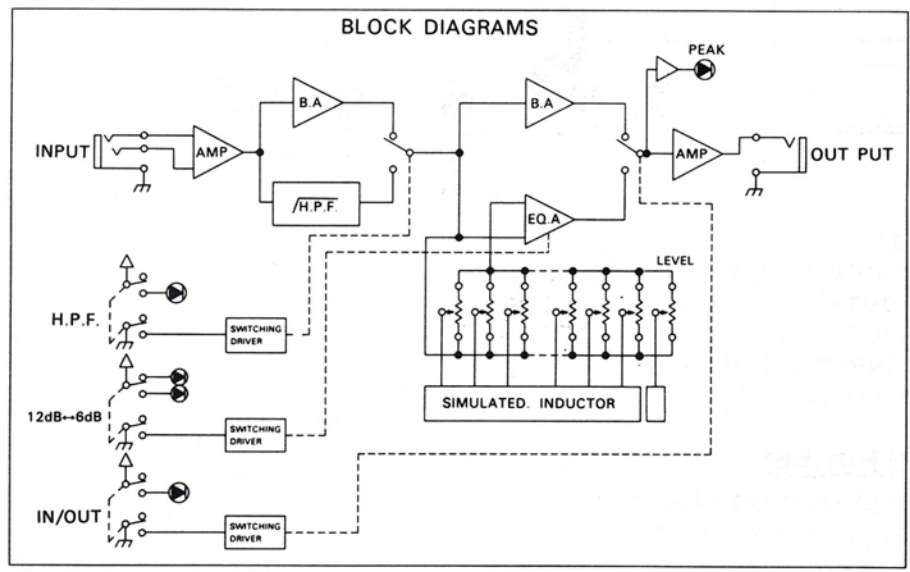 BLOCK DIAGRAMS
PEAK
B.A
B.A
INPUT
AMP
AMP
OUT PUT
H.P.F.
EQ.A
LEVEL
H.P.F.
SWITCHING
DRIVER
SIMULATED. INDUCTOR
12dB↔6dB
SWITCHING
DRIVER
IN/OUT
SWITCHING
DRIVER